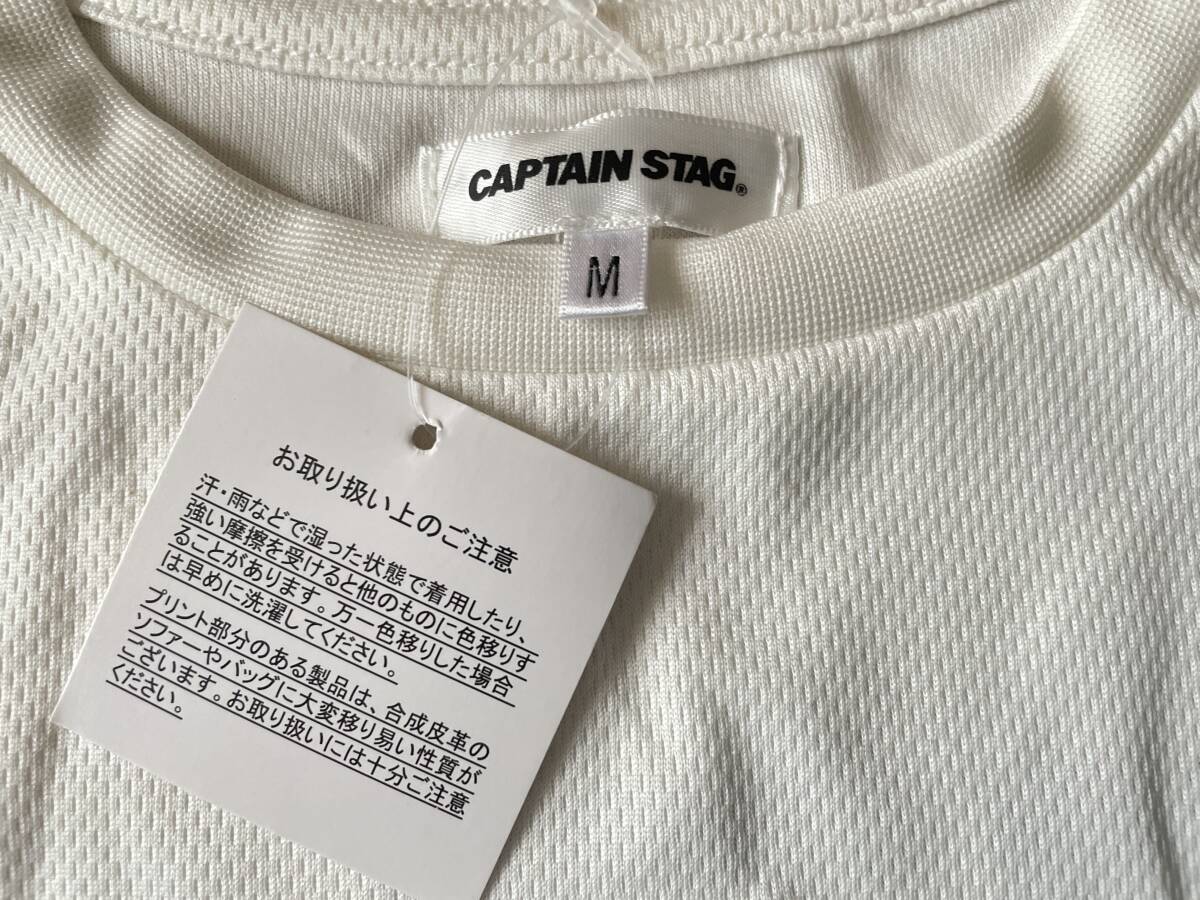 CAPTAIN STAG®
M
お取り扱い上のご注意
汗・雨などで湿った状態で着用したり、
強い摩擦を受けると他のものに色移りす
ることがあります。万一色移りした場合
は早めに洗濯してください。
プリント部分のある製品は、合成皮革の
ソファーやバッグに大変移り易い性質が
ございます。お取り扱いには十分ご注意
ください。